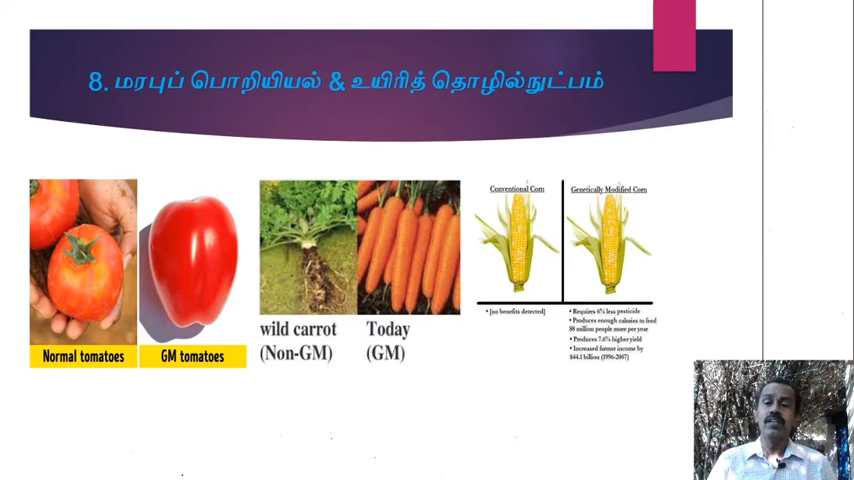 8. மரபுப் பொறியியல் & உயிரித் தொழில்நுட்பம்
Normal tomatoes
GM tomatoes
wild carrot
(Non-GM)
Today
(GM)
Conventional Corn
• [no benefits detected]
Genetically Modified Corn
• Requires 6% less pesticide
• Produces enough calories to feed
88 million people more per year
• Produces 7.6% higher yield
• Increased farmer income by
$44.1 billion (1996-2007)